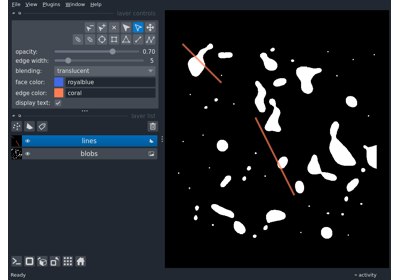 File View Plugins Window Help
layer controls
opacity: 0.70
edge width: 5
blending: translucent
face color: royalblue
edge color: coral
display text:
layer list
lines
blobs
Ready
activity